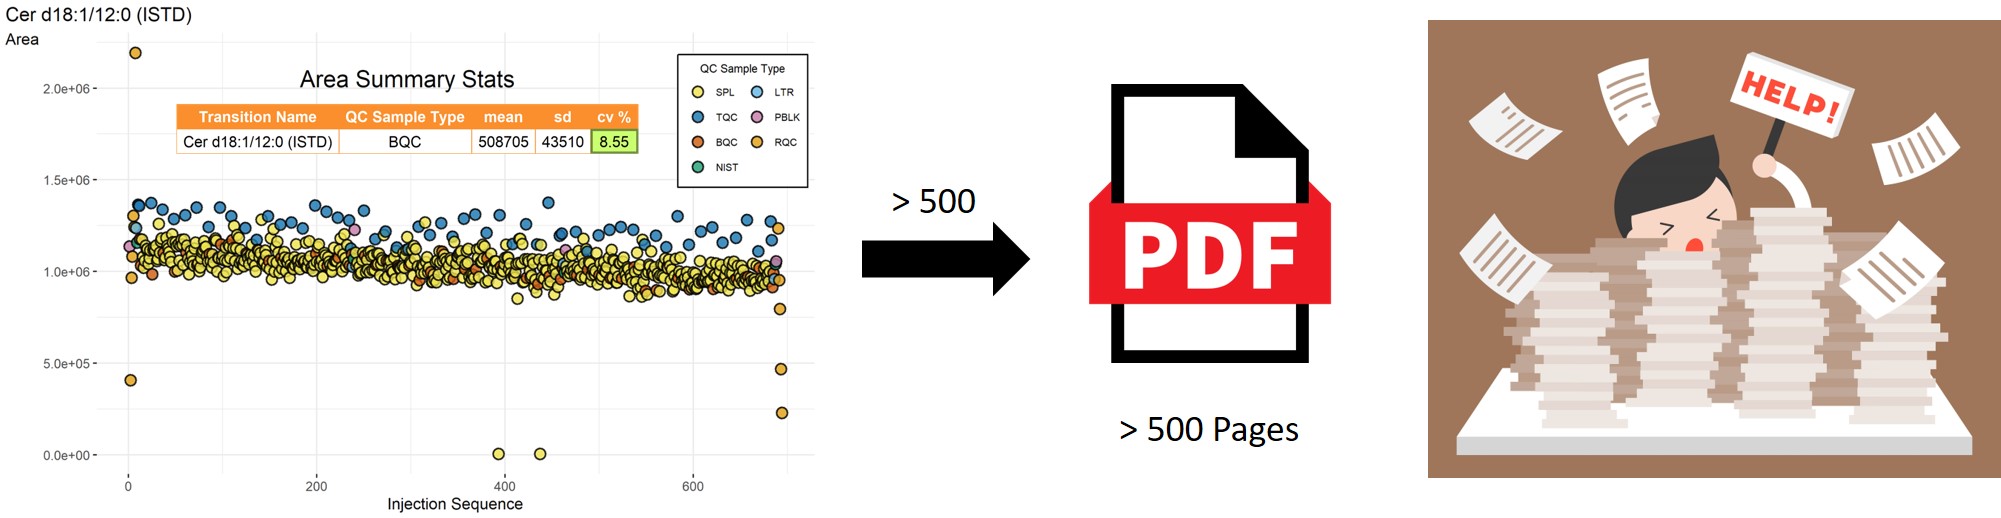 Cer d18:1/12:0 (ISTD)
Area
Area Summary Stats
Transition Name QC Sample Type mean sd cv %
Cer d18:1/12:0 (ISTD) BQC 508705 43510 8.55
QC Sample Type
SPL LTR
TQC PBLK
BQC RQC
NIST
2.0e+06
1.5e+06
1.0e+06
5.0e+05
0.0e+00
0 200 400 600
Injection Sequence
> 500
PDF
> 500 Pages
HELP!